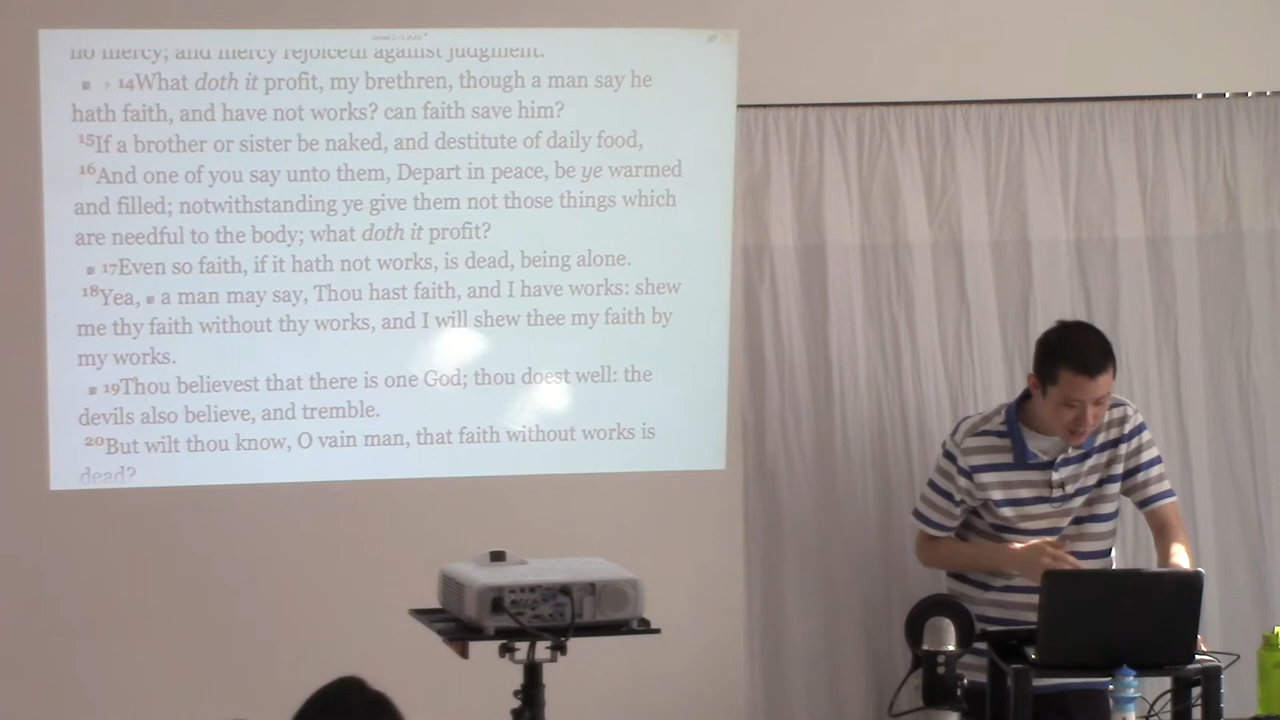 no mercy; and mercy rejoiceth against judgment.
14What doth it profit, my brethren, though a man say he
hath faith, and have not works? can faith save him?
15If a brother or sister be naked, and destitute of daily food,
16And one of you say unto them, Depart in peace, be ye warmed
and filled; notwithstanding ye give them not those things which
are needful to the body; what doth it profit?
17Even so faith, if it hath not works, is dead, being alone.
18Yea, a man may say, Thou hast faith, and I have works: shew
me thy faith without thy works, and I will shew thee my faith by
my works.
19Thou believest that there is one God; thou doest well: the
devils also believe, and tremble.
20But wilt thou know, O vain man, that faith without works is
dead?